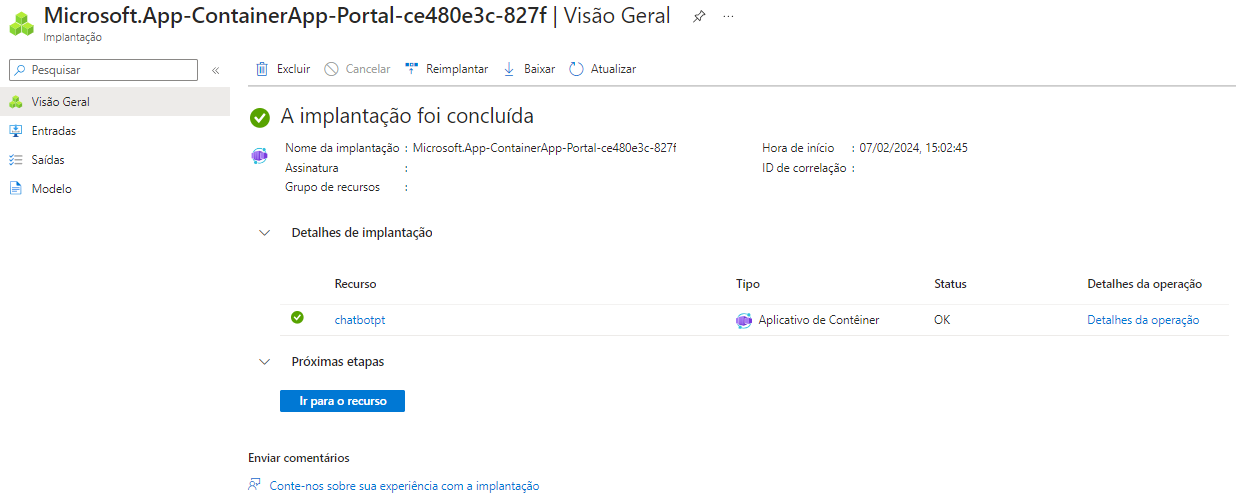 Microsoft.App-ContainerApp-Portal-ce480e3c-827f | Visão Geral
Implantação
Pesquisar
Excluir Cancelar Reimplantar Baixar Atualizar
Visão Geral
Entradas
Saídas
Modelo
A implantação foi concluída
Nome da implantação : Microsoft.App-ContainerApp-Portal-ce480e3c-827f Hora de início : 07/02/2024, 15:02:45
Assinatura : ID de correlação :
Grupo de recursos :
Detalhes de implantação
Recurso Tipo Status Detalhes da operação
chatbotpt Aplicativo de Contêiner OK Detalhes da operação
Próximas etapas
Ir para o recurso
Enviar comentários
Conte-nos sobre sua experiência com a implantação